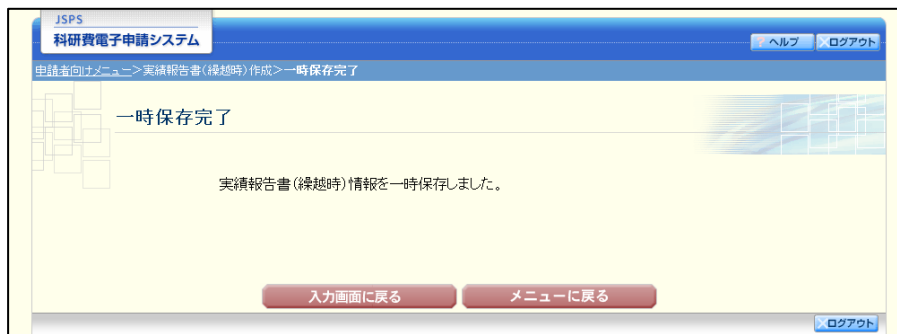 JSPS
科研費電子申請システム
? ヘルプ ×ログアウト
申請者向けメニュー>実績報告書(繰越時)作成>一時保存完了
一時保存完了
実績報告書(繰越時)情報を一時保存しました。
入力画面に戻る メニューに戻る
×ログアウト